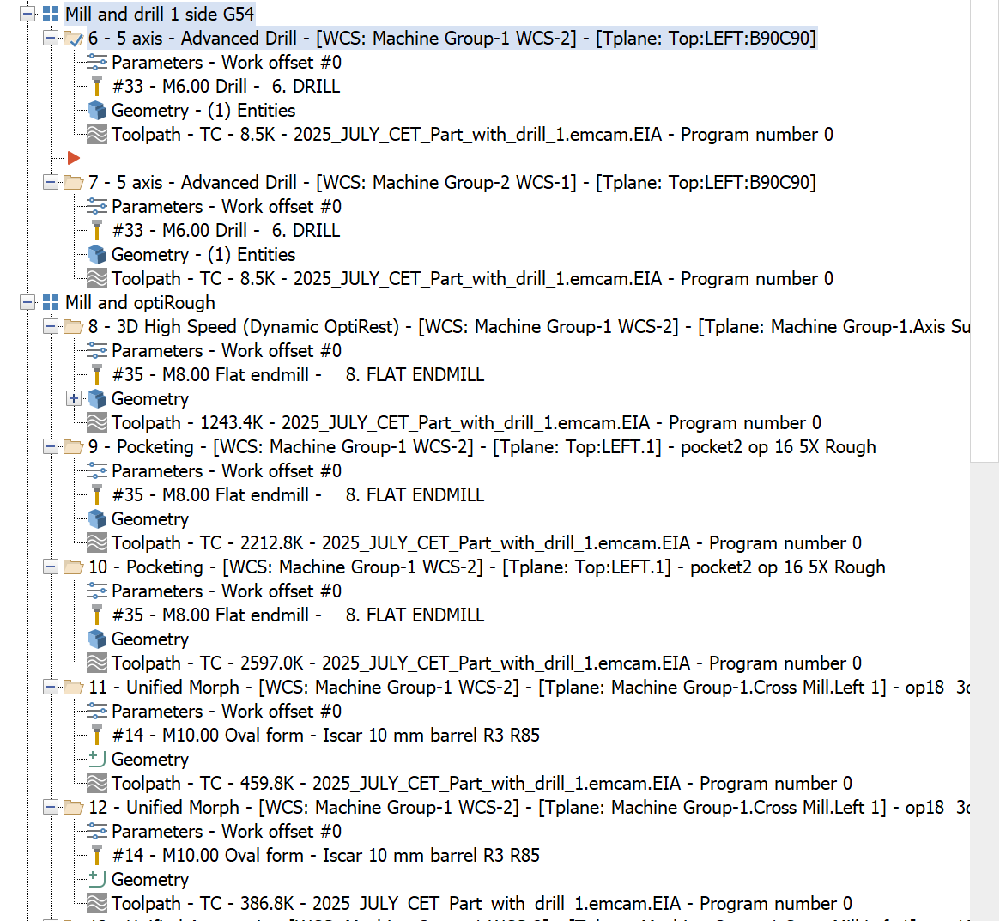 Mill and drill 1 side G54
6 - 5 axis - Advanced Drill - [WCS: Machine Group-1 WCS-2] - [Tplane: Top:LEFT:B90C90]
Parameters - Work offset #0
#33 - M6.00 Drill - 6. DRILL
Geometry - (1) Entities
Toolpath - TC - 8.5K - 2025_JULY_CET_Part_with_drill_1.emcam.EIA - Program number 0
7 - 5 axis - Advanced Drill - [WCS: Machine Group-2 WCS-1] - [Tplane: Top:LEFT:B90C90]
Parameters - Work offset #0
#33 - M6.00 Drill - 6. DRILL
Geometry - (1) Entities
Toolpath - TC - 8.5K - 2025_JULY_CET_Part_with_drill_1.emcam.EIA - Program number 0
Mill and optiRough
8 - 3D High Speed (Dynamic OptiRest) - [WCS: Machine Group-1 WCS-2] - [Tplane: Machine Group-1.Axis Su
Parameters - Work offset #0
#35 - M8.00 Flat endmill - 8. FLAT ENDMILL
Geometry
Toolpath - 1243.4K - 2025_JULY_CET_Part_with_drill_1.emcam.EIA - Program number 0
9 - Pocketing - [WCS: Machine Group-1 WCS-2] - [Tplane: Top:LEFT.1] - pocket2 op 16 5X Rough
Parameters - Work offset #0
#35 - M8.00 Flat endmill - 8. FLAT ENDMILL
Geometry
Toolpath - TC - 2212.8K - 2025_JULY_CET_Part_with_drill_1.emcam.EIA - Program number 0
10 - Pocketing - [WCS: Machine Group-1 WCS-2] - [Tplane: Top:LEFT.1] - pocket2 op 16 5X Rough
Parameters - Work offset #0
#35 - M8.00 Flat endmill - 8. FLAT ENDMILL
Geometry
Toolpath - TC - 2597.0K - 2025_JULY_CET_Part_with_drill_1.emcam.EIA - Program number 0
11 - Unified Morph - [WCS: Machine Group-1 WCS-2] - [Tplane: Machine Group-1.Cross Mill.Left 1] - op18
Parameters - Work offset #0
#14 - M10.00 Oval form - Iscar 10 mm barrel R3 R85
Geometry
Toolpath - TC - 459.8K - 2025_JULY_CET_Part_with_drill_1.emcam.EIA - Program number 0
12 - Unified Morph - [WCS: Machine Group-1 WCS-2] - [Tplane: Machine Group-1.Cross Mill.Left 1] - op18
Parameters - Work offset #0
#14 - M10.00 Oval form - Iscar 10 mm barrel R3 R85
Geometry
Toolpath - TC - 386.8K - 2025_JULY_CET_Part_with_drill_1.emcam.EIA - Program number 0